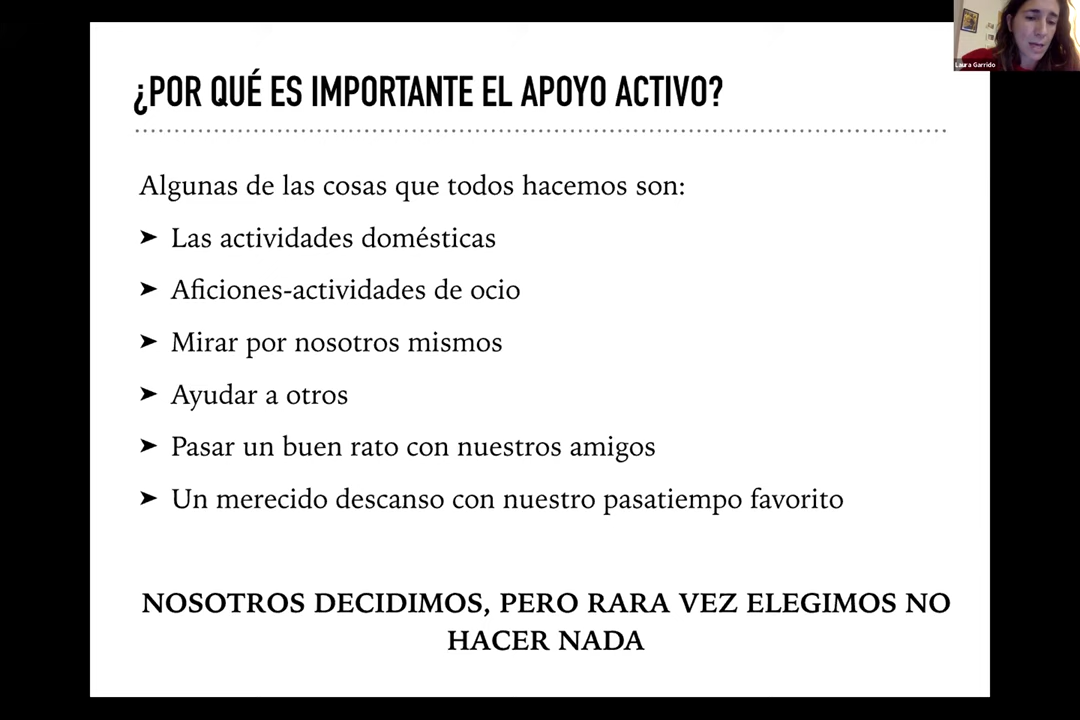 Laura Garrido
¿POR QUÉ ES IMPORTANTE EL APOYO ACTIVO?
Algunas de las cosas que todos hacemos son:
➤ Las actividades domésticas
➤ Aficiones-actividades de ocio
➤ Mirar por nosotros mismos
➤ Ayudar a otros
➤ Pasar un buen rato con nuestros amigos
➤ Un merecido descanso con nuestro pasatiempo favorito
NOSOTROS DECIDIMOS, PERO RARA VEZ ELEGIMOS NO
HACER NADA